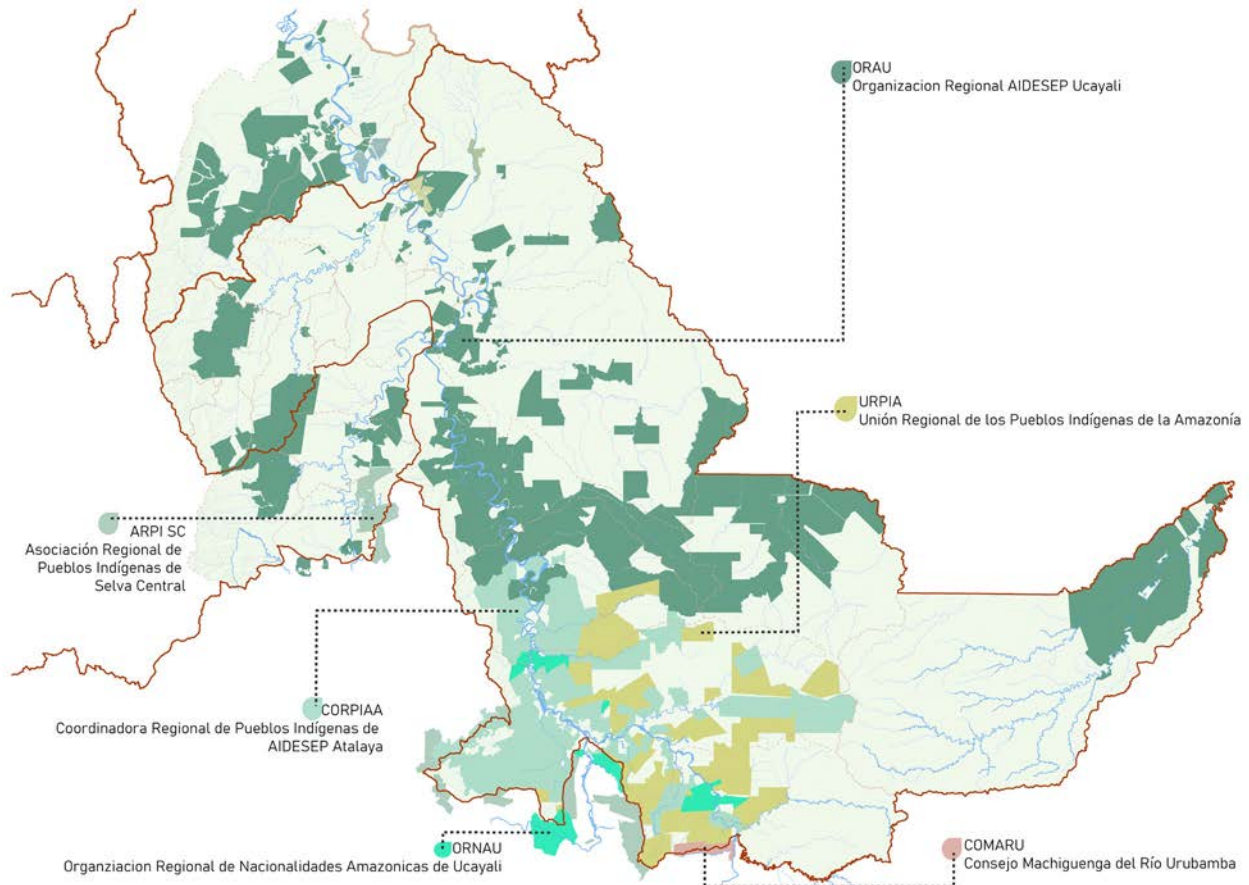 ORAU
Organizacion Regional AIDESEP Ucayali
URPIA
Unión Regional de los Pueblos Indígenas de la Amazonía
ARPI SC
Asociación Regional de
Pueblos Indígenas de
Selva Central
CORPIAA
Coordinadora Regional de Pueblos Indígenas de
AIDESEP Atalaya
ORNAU
Organziacion Regional de Nacionalidades Amazonicas de Ucayali
COMARU
Consejo Machiguenga del Río Urubamba